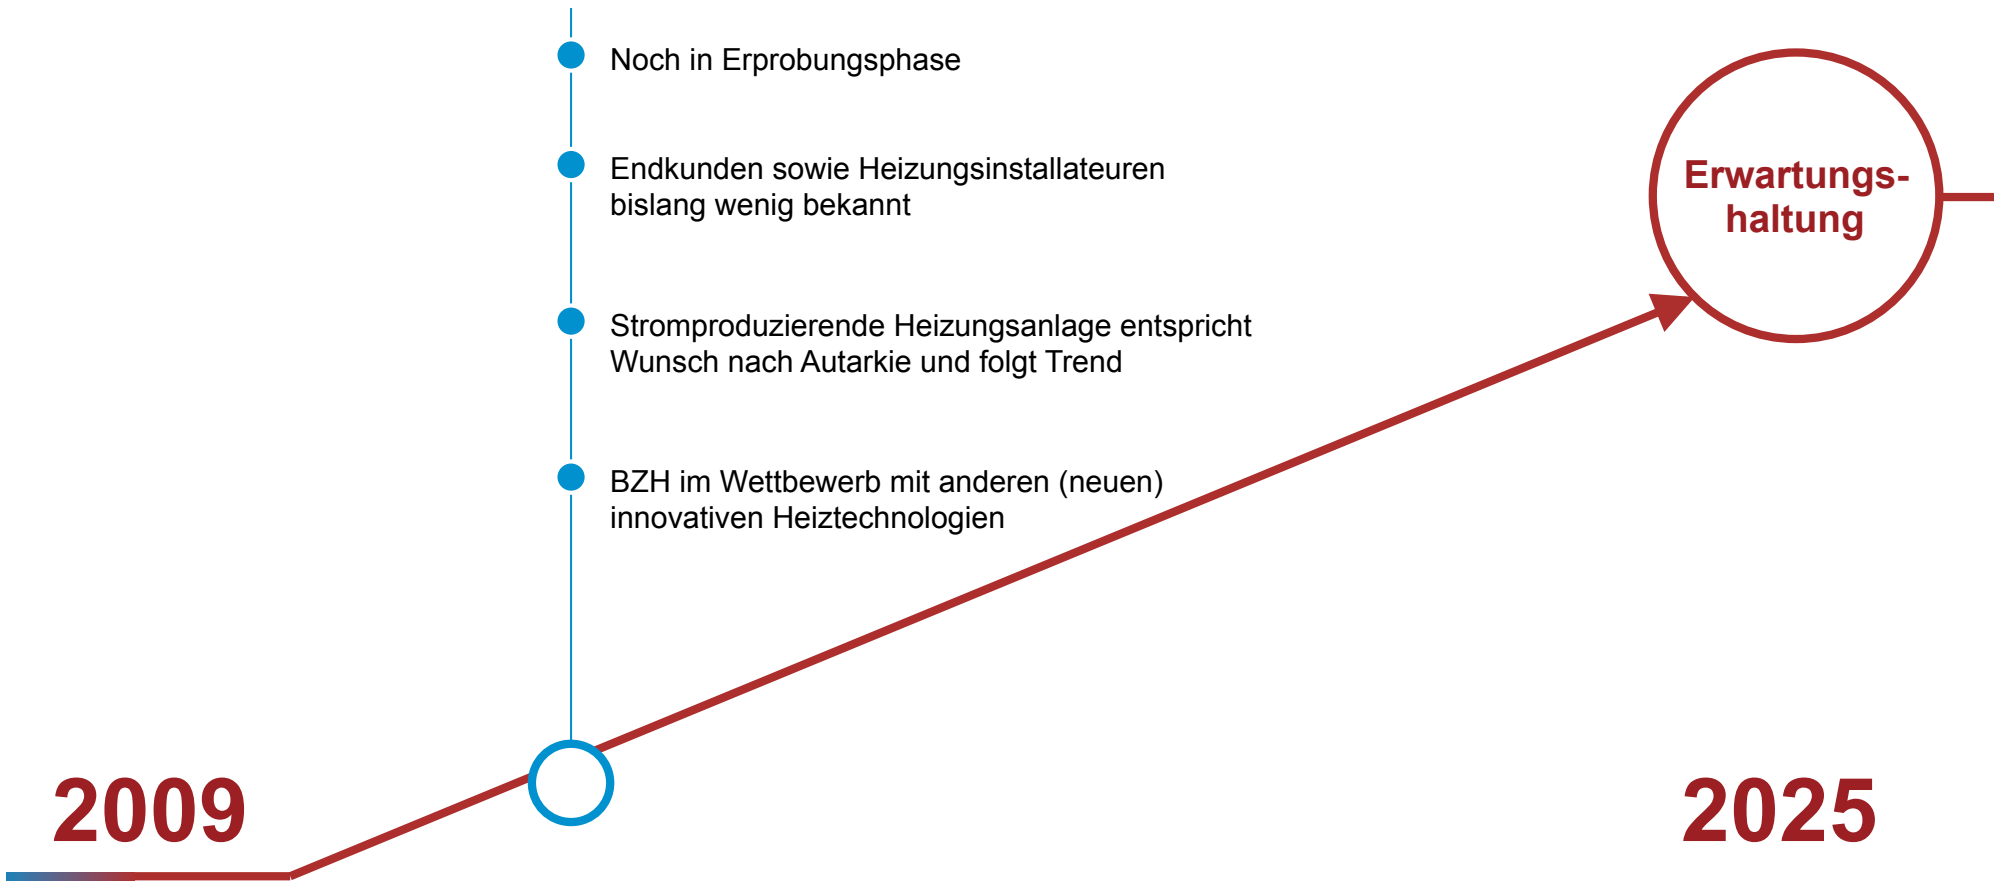 Noch in Erprobungsphase
Endkunden sowie Heizungsinstallateuren
bislang wenig bekannt
Stromproduzierende Heizungsanlage entspricht
Wunsch nach Autarkie und folgt Trend
BZH im Wettbewerb mit anderen (neuen)
innovativen Heiztechnologien
Erwartungs-
haltung
2009
2025